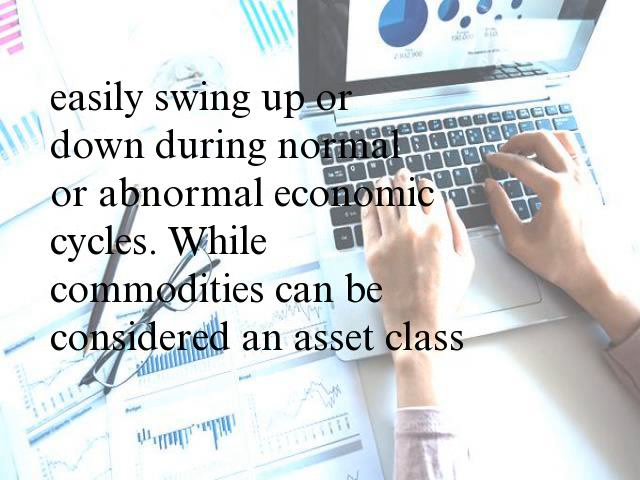 easily swing up or
down during normal
or abnormal economic
cycles. While
commodities can be
considered an asset class